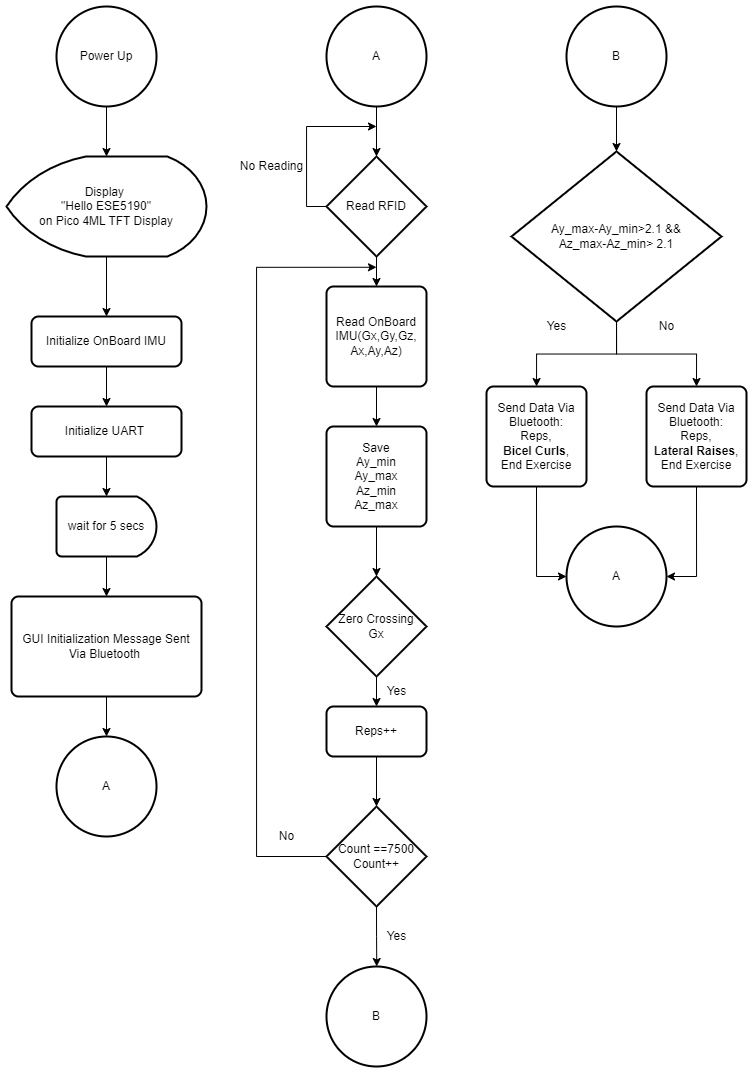 Power Up
Display
"Hello ESE5190"
on Pico 4ML TFT Display
Initialize OnBoard IMU
Initialize UART
wait for 5 secs
GUI Initialization Message Sent
Via Bluetooth
A
A
No Reading
Read RFID
Read OnBoard
IMU(Gx,Gy,Gz,
Ax,Ay,Az)
Save
Ay_min
Ay_max
Az_min
Az_max
Zero Crossing
Gx
Yes
Reps++
No
Count ==7500
Count++
Yes
B
B
Ay_max-Ay_min>2.1 &&
Az_max-Az_min> 2.1
Yes
No
Send Data Via
Bluetooth:
Reps,
Bicel Curls,
End Exercise
Send Data Via
Bluetooth:
Reps,
Lateral Raises,
End Exercise
A